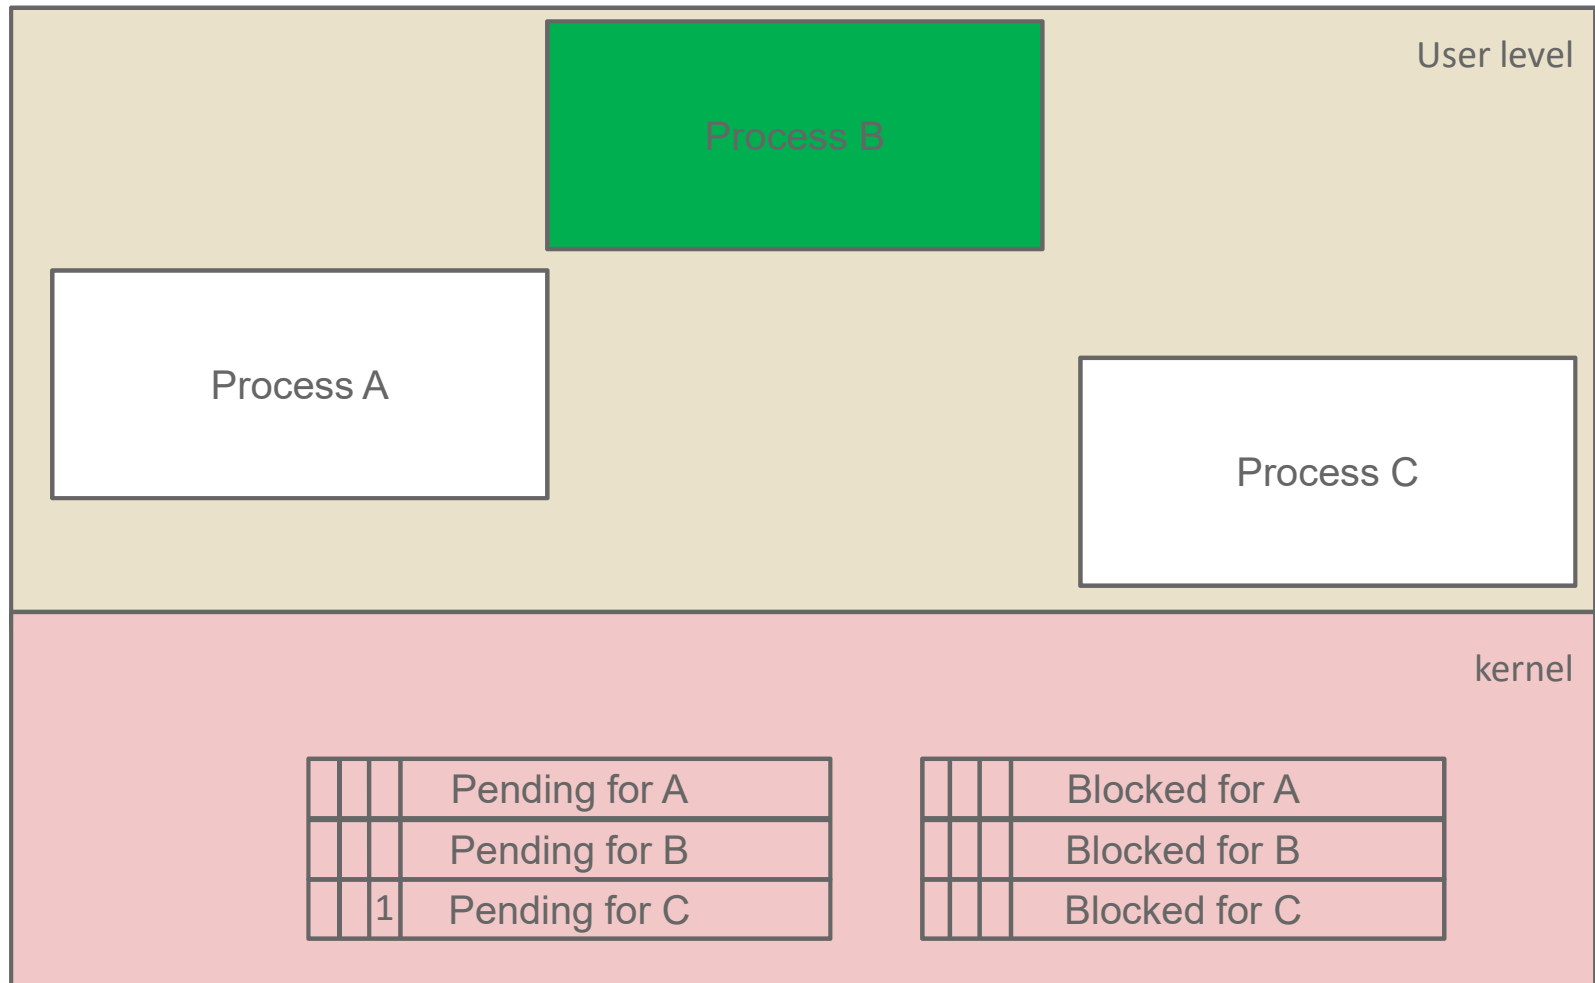 User level
Process B
Process A
Process C
kernel
Pending for A
Blocked for A
Pending for B
Blocked for B
1 Pending for C
Blocked for C